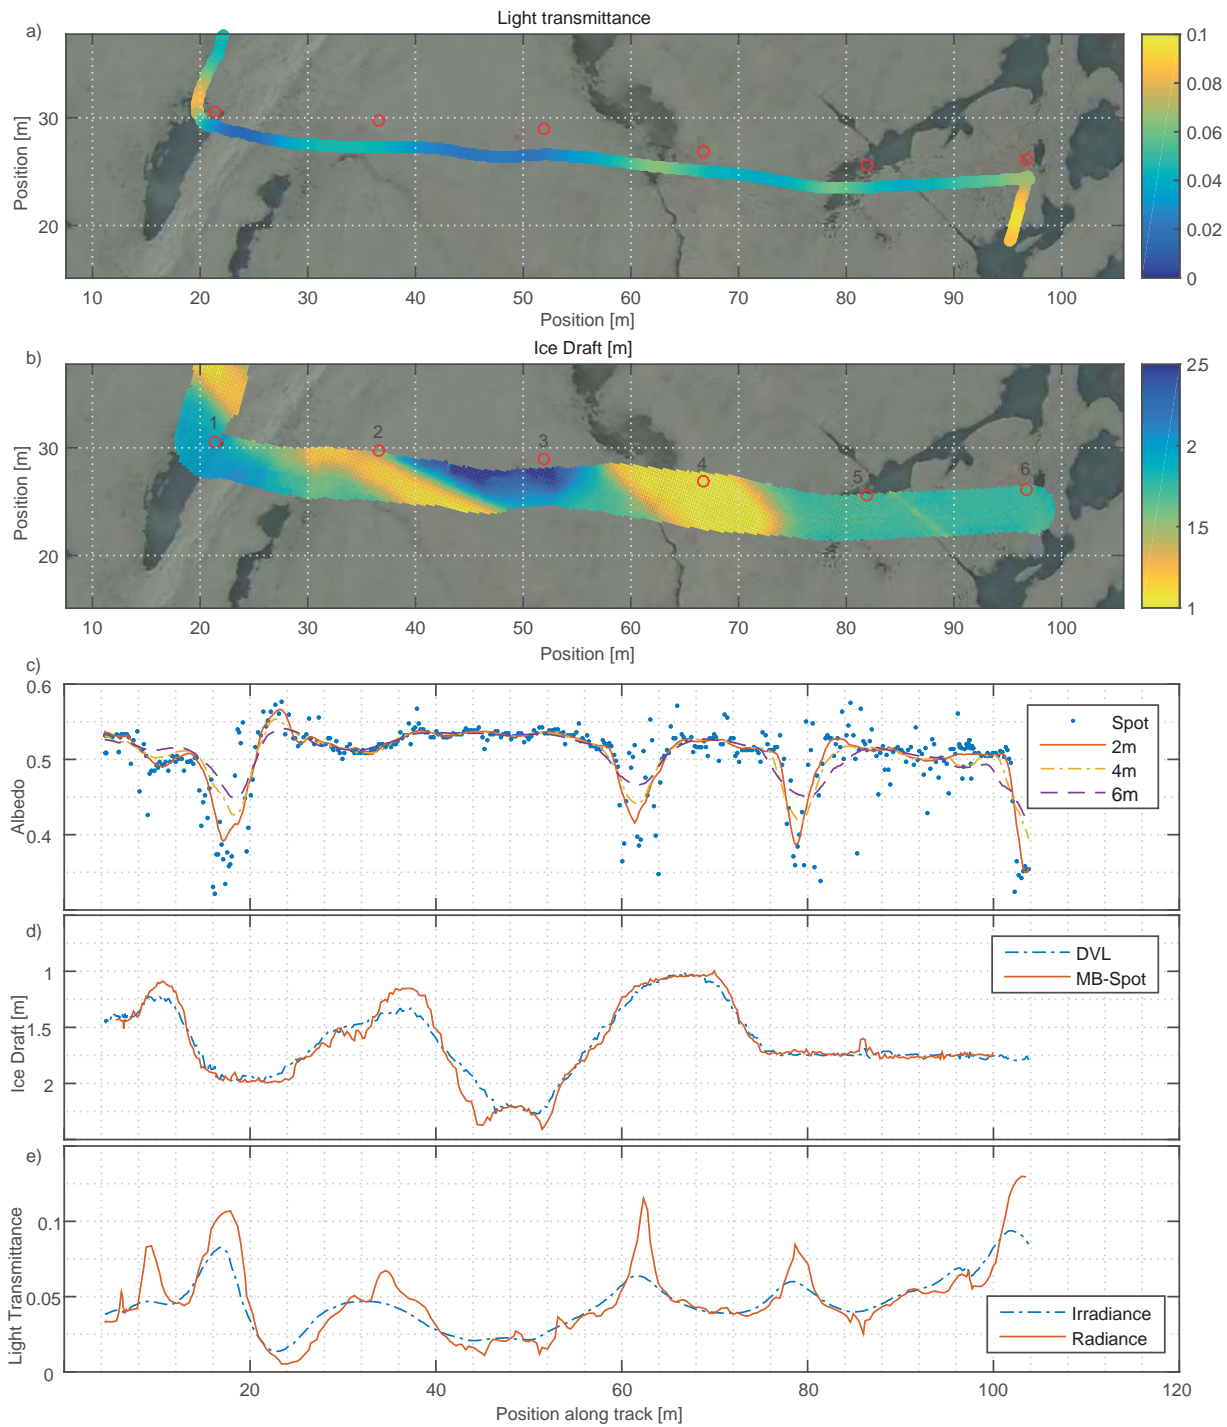 a)
Light transmittance
0.1
0.08
0.06
0.04
0.02
0
Position [m]
30
20
10 20 30 40 50 60 70 80 90 100
Position [m]
b)
Ice Draft [m]
25
2
15
1
Position [m]
30
20
1 2 3 4 5 6
10 20 30 40 50 60 70 80 90 100
Position [m]
c)
Albedo
0.6
0.5
0.4
Spot
2m
4m
6m
d)
Ice Draft [m]
1
1.5
2
DVL
MB-Spot
e)
Light Transmittance
0.1
0.05
0
Irradiance
Radiance
20 40 60 80 100 120
Position along track [m]